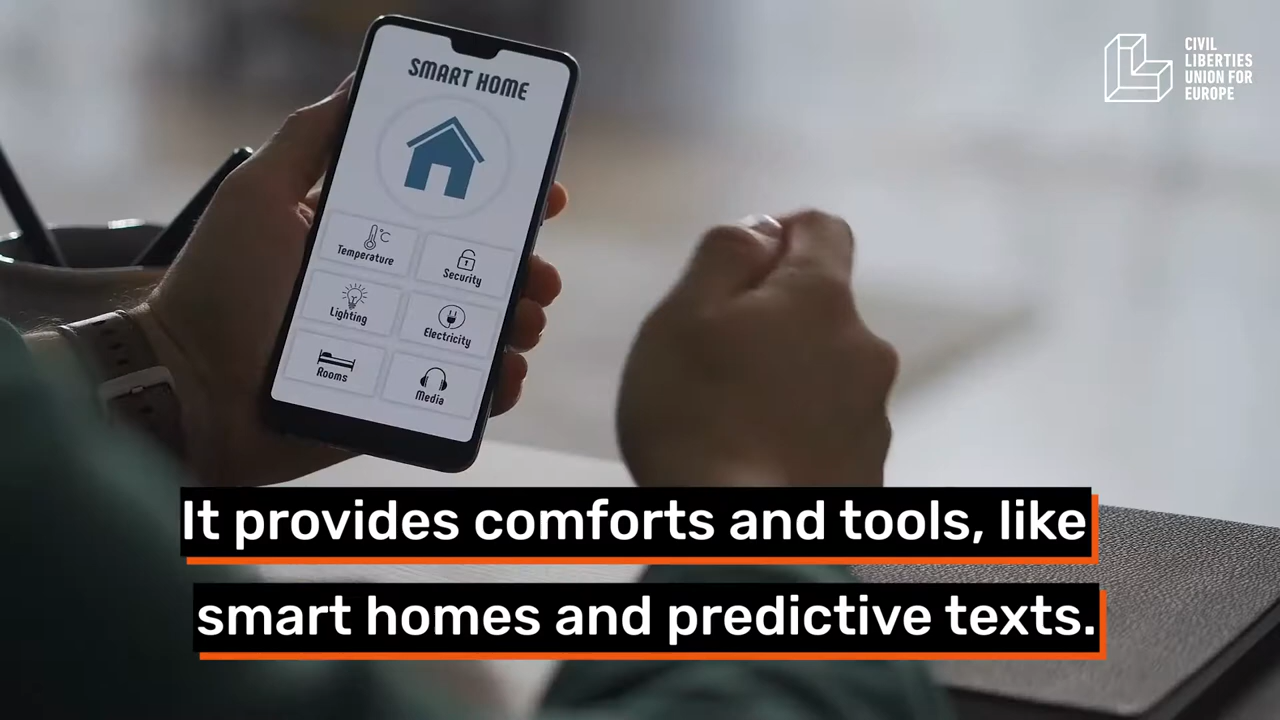 CIVIL
LIBERTIES
UNION FOR
EUROPE
SMART HOME
°C
Temperature
Security
Lighting
Electricity
Rooms
Media
It provides comforts and tools, like
smart homes and predictive texts.